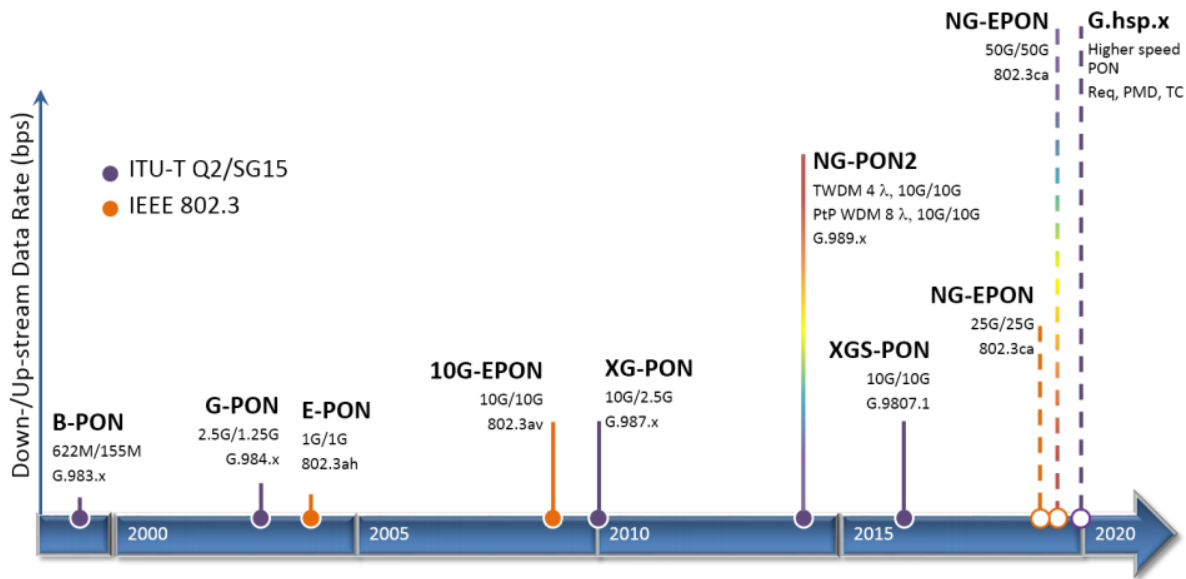 NG-EPON
50G/50G
802.3ca
G.hsp.x
Higher speed
PON
Req, PMD, TC
Down-/Up-stream Data Rate (bps)
ITU-T Q2/SG15
IEEE 802.3
NG-PON2
TWDM 4 λ, 10G/10G
PtP WDM 8 λ, 10G/10G
G.989.x
NG-EPON
25G/25G
802.3ca
XGS-PON
10G/10G
G.9807.1
10G-EPON
10G/10G
802.3av
XG-PON
10G/2.5G
G.987.x
B-PON
622M/155M
G.983.x
G-PON
2.5G/1.25G
G.984.x
E-PON
1G/1G
802.3ah
2000
2005
2010
2015
2020